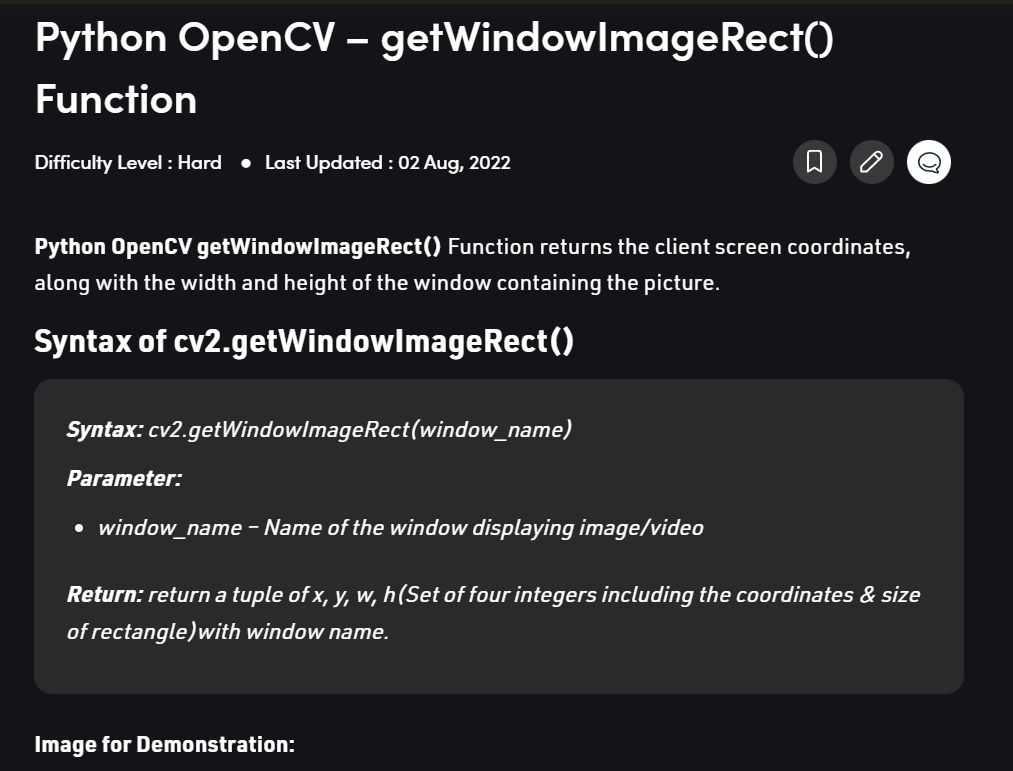 Python OpenCV – getWindowImageRect()
Function
Difficulty Level : Hard • Last Updated : 02 Aug, 2022
Python OpenCV getWindowImageRect() Function returns the client screen coordinates,
along with the width and height of the window containing the picture.
Syntax of cv2.getWindowImageRect()
Syntax: cv2.getWindowImageRect(window_name)
Parameter:
• window_name – Name of the window displaying image/video
Return: return a tuple of x, y, w, h(Set of four integers including the coordinates & size
of rectangle)with window name.
Image for Demonstration: